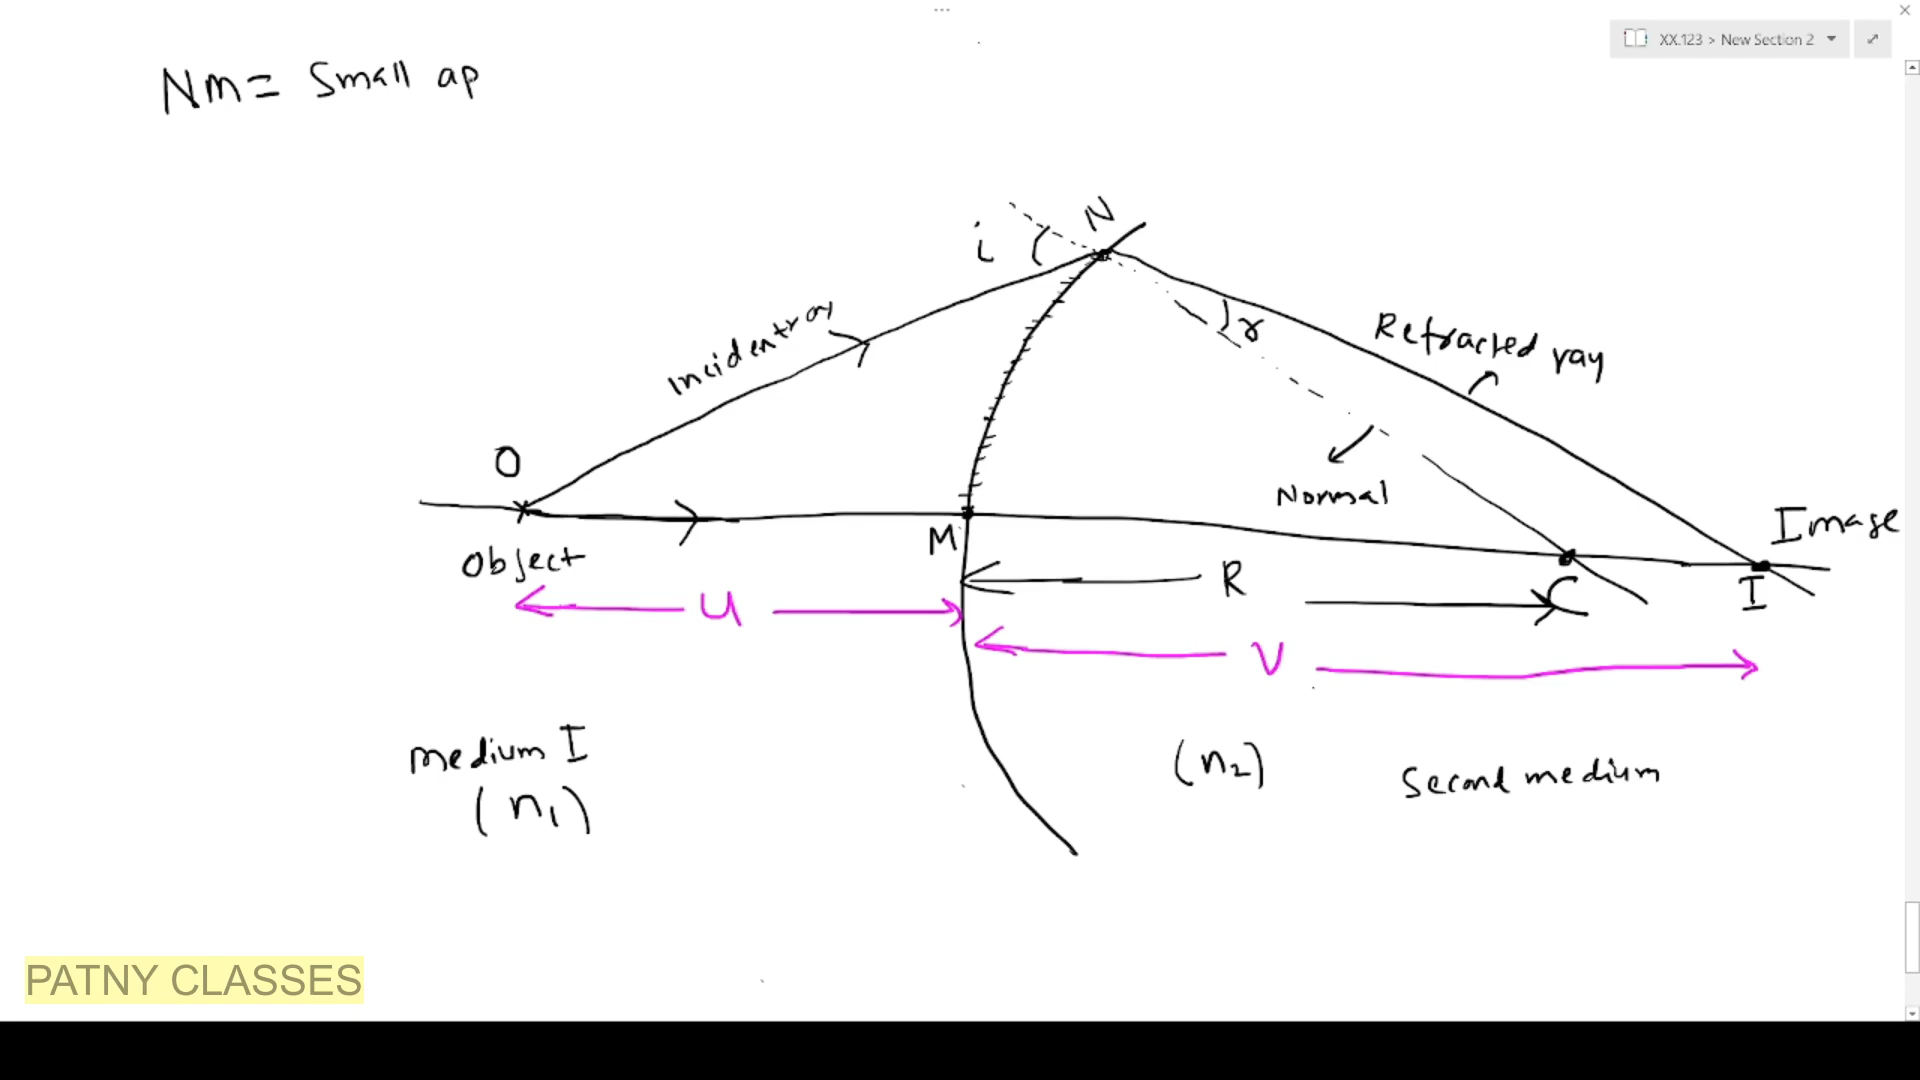 XX.123 > New Section 2
Nm = Small ap
N
i
r
Incident ray
Refracted ray
O
Normal
Image
M
Object
R
C
I
u
v
medium I
(n1)
(n2)
Second medium
PATNY CLASSES